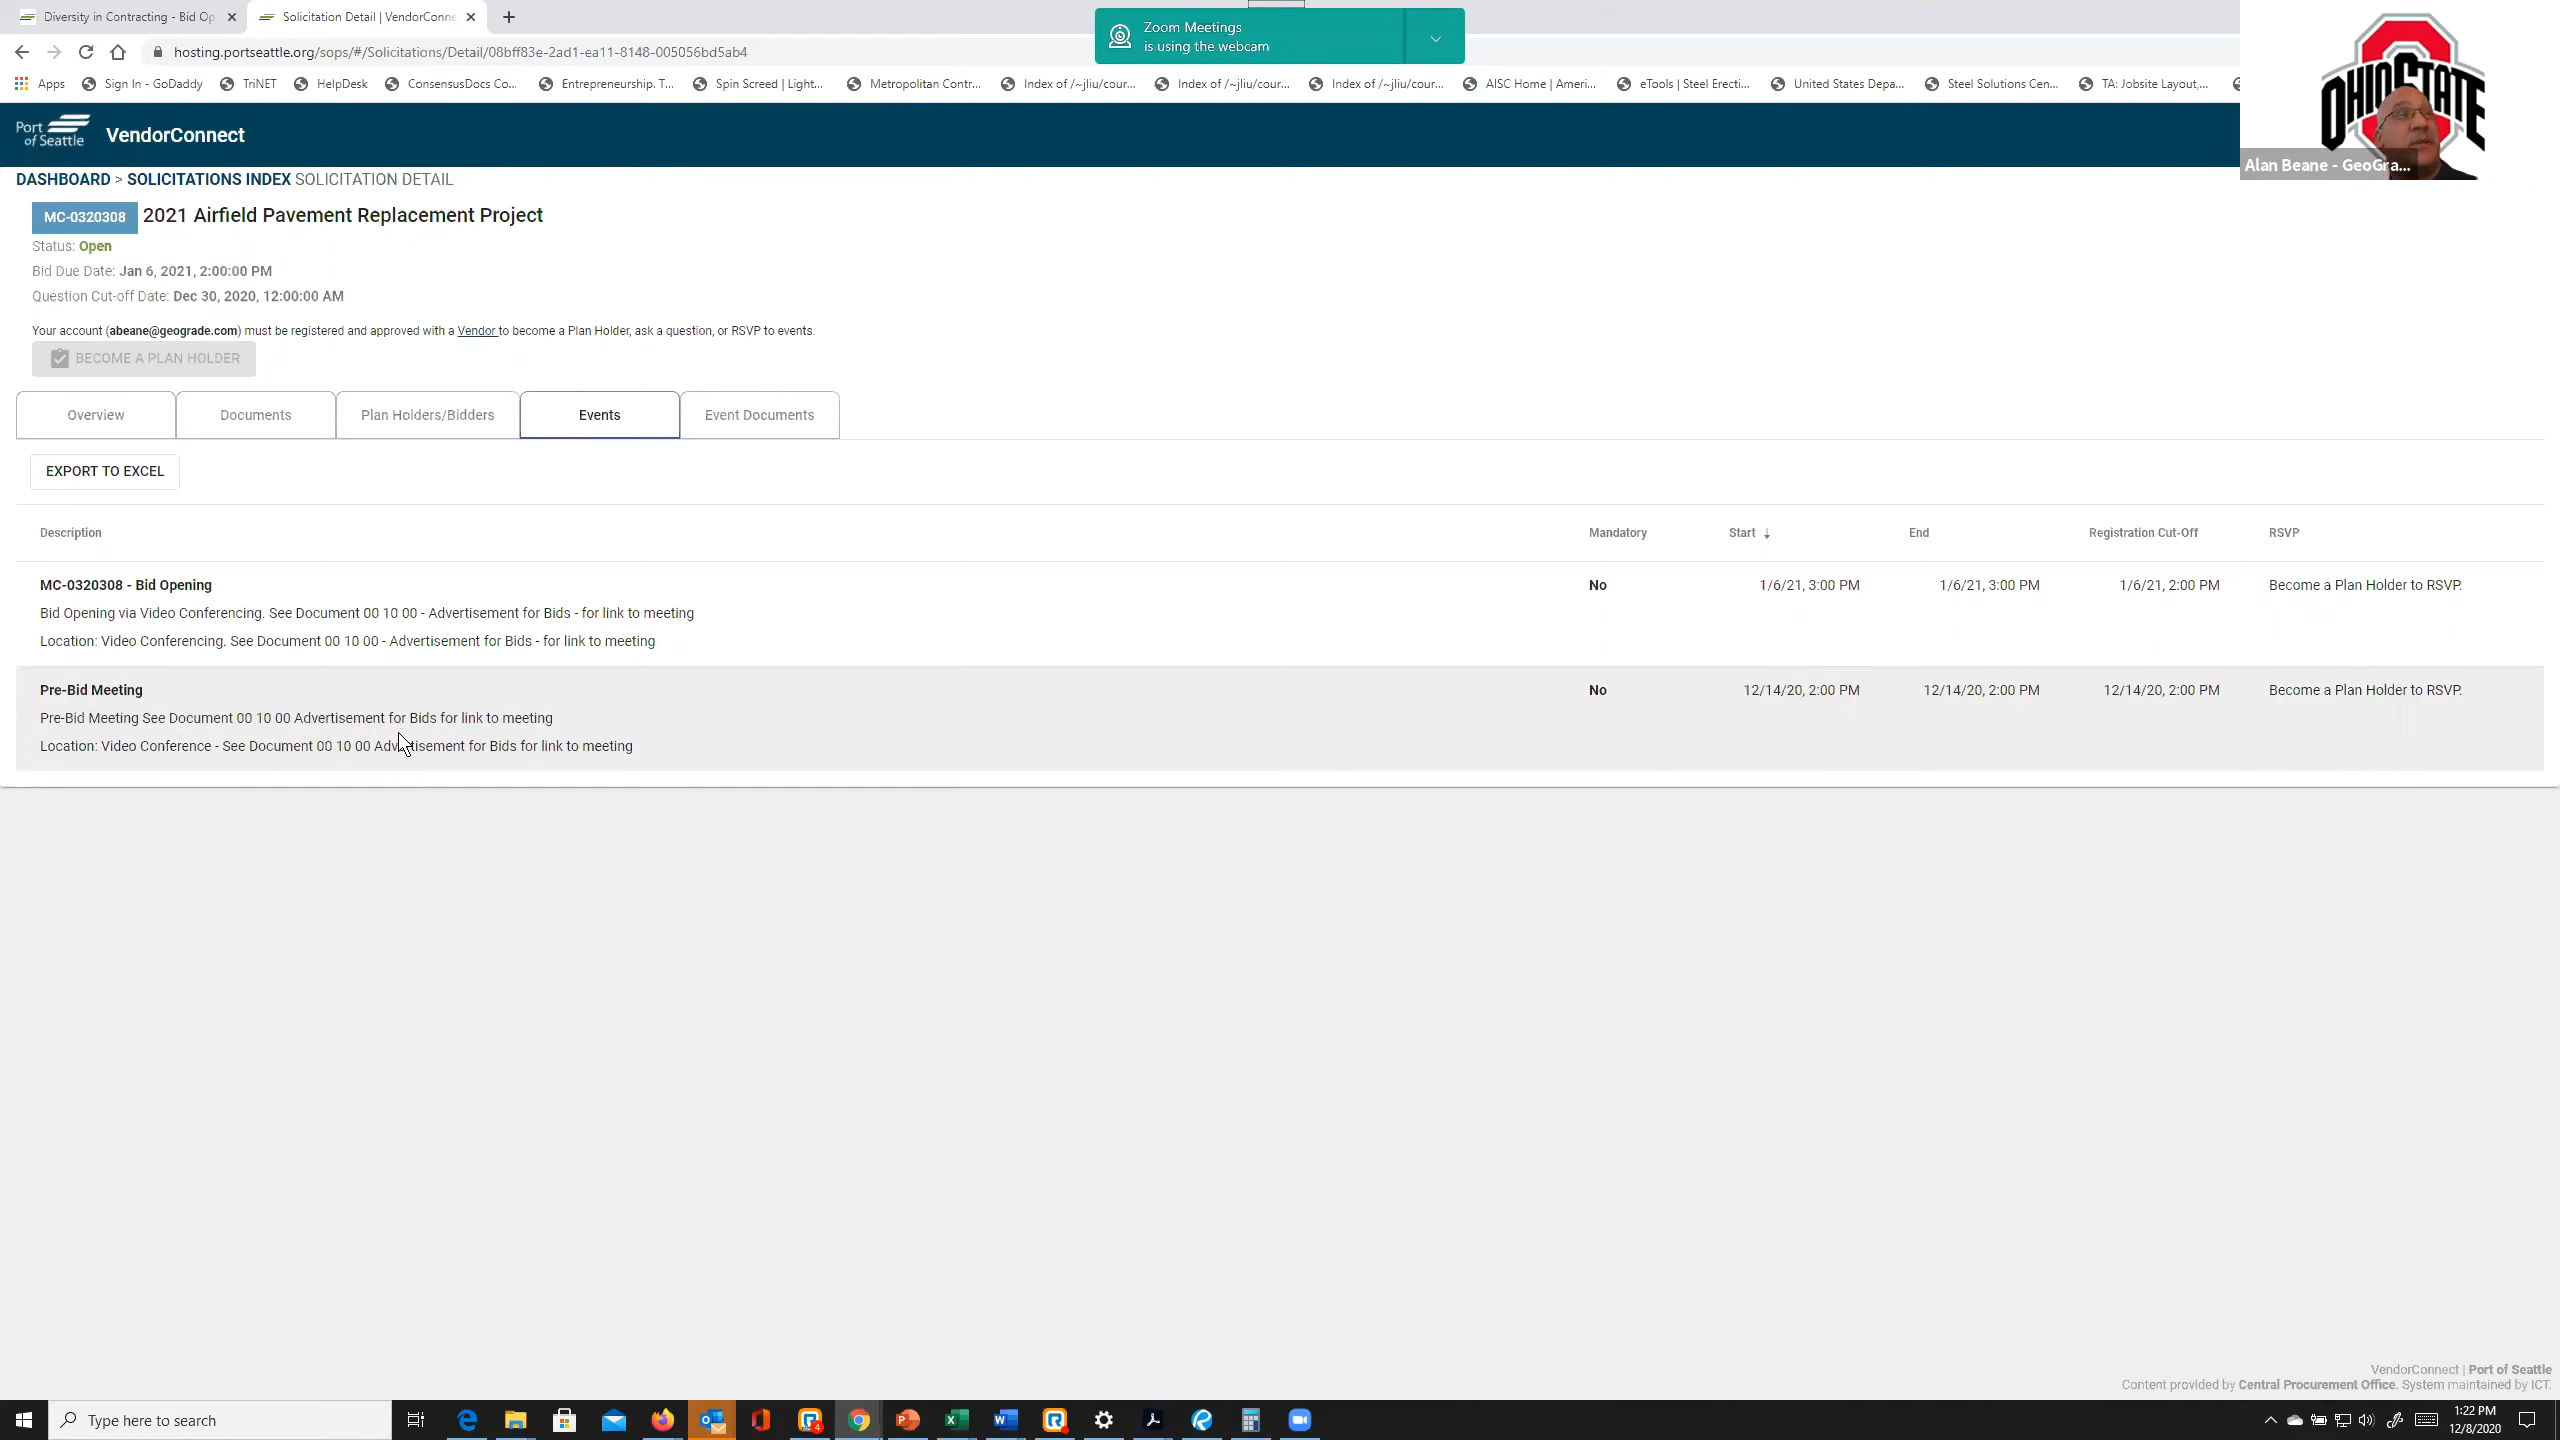 Diversity in Contracting - Bid Op
Solicitation Detail | VendorConne
Zoom Meetings
is using the webcam
hosting.portseattle.org/sops/#/Solicitations/Detail/08bff83e-2ad1-ea11-8148-005056bd5ab4
Apps Sign In - GoDaddy TriNET HelpDesk ConsensusDocs Co... Entrepreneurship. T... Spin Screed | Light... Metropolitan Contr... Index of /~jliu/cour... Index of /~jliu/cour... Index of /~jliu/cour... AISC Home | Ameri... eTools | Steel Erecti... United States Depa... Steel Solutions Cen... TA: Jobsite Layout,...
OHIO STATE
Alan Beane - GeoGra...
Port of Seattle VendorConnect
DASHBOARD > SOLICITATIONS INDEX SOLICITATION DETAIL
MC-0320308 2021 Airfield Pavement Replacement Project
Status: Open
Bid Due Date: Jan 6, 2021, 2:00:00 PM
Question Cut-off Date: Dec 30, 2020, 12:00:00 AM
Your account (abeane@geograde.com) must be registered and approved with a Vendor to become a Plan Holder, ask a question, or RSVP to events.
BECOME A PLAN HOLDER
Overview Documents Plan Holders/Bidders Events Event Documents
EXPORT TO EXCEL
Description Mandatory Start End Registration Cut-Off RSVP
MC-0320308 - Bid Opening No 1/6/21, 3:00 PM 1/6/21, 3:00 PM 1/6/21, 2:00 PM Become a Plan Holder to RSVP.
Bid Opening via Video Conferencing. See Document 00 10 00 - Advertisement for Bids - for link to meeting
Location: Video Conferencing. See Document 00 10 00 - Advertisement for Bids - for link to meeting
Pre-Bid Meeting No 12/14/20, 2:00 PM 12/14/20, 2:00 PM 12/14/20, 2:00 PM Become a Plan Holder to RSVP.
Pre-Bid Meeting See Document 00 10 00 Advertisement for Bids for link to meeting
Location: Video Conference - See Document 00 10 00 Advertisement for Bids for link to meeting
VendorConnect | Port of Seattle
Content provided by Central Procurement Office. System maintained by ICT.
Type here to search
1:22 PM
12/8/2020